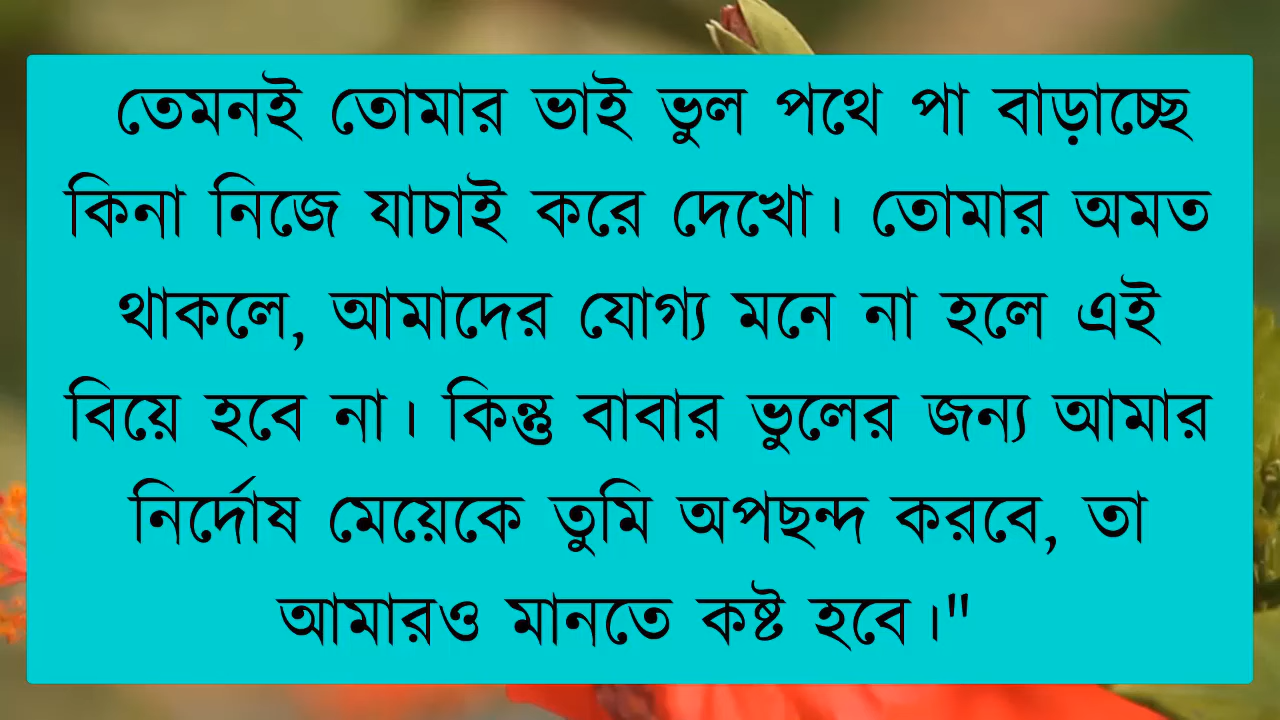 তেমনই তোমার ভাই ভুল পথে পা বাড়াচ্ছে
কিনা নিজে যাচাই করে দেখো। তোমার অমত
থাকলে, আমাদের যোগ্য মনে না হলে এই
বিয়ে হবে না। কিন্তু বাবার ভুলের জন্য আমার
নির্দোষ মেয়েকে তুমি অপছন্দ করবে, তা
আমারও মানতে কষ্ট হবে।"